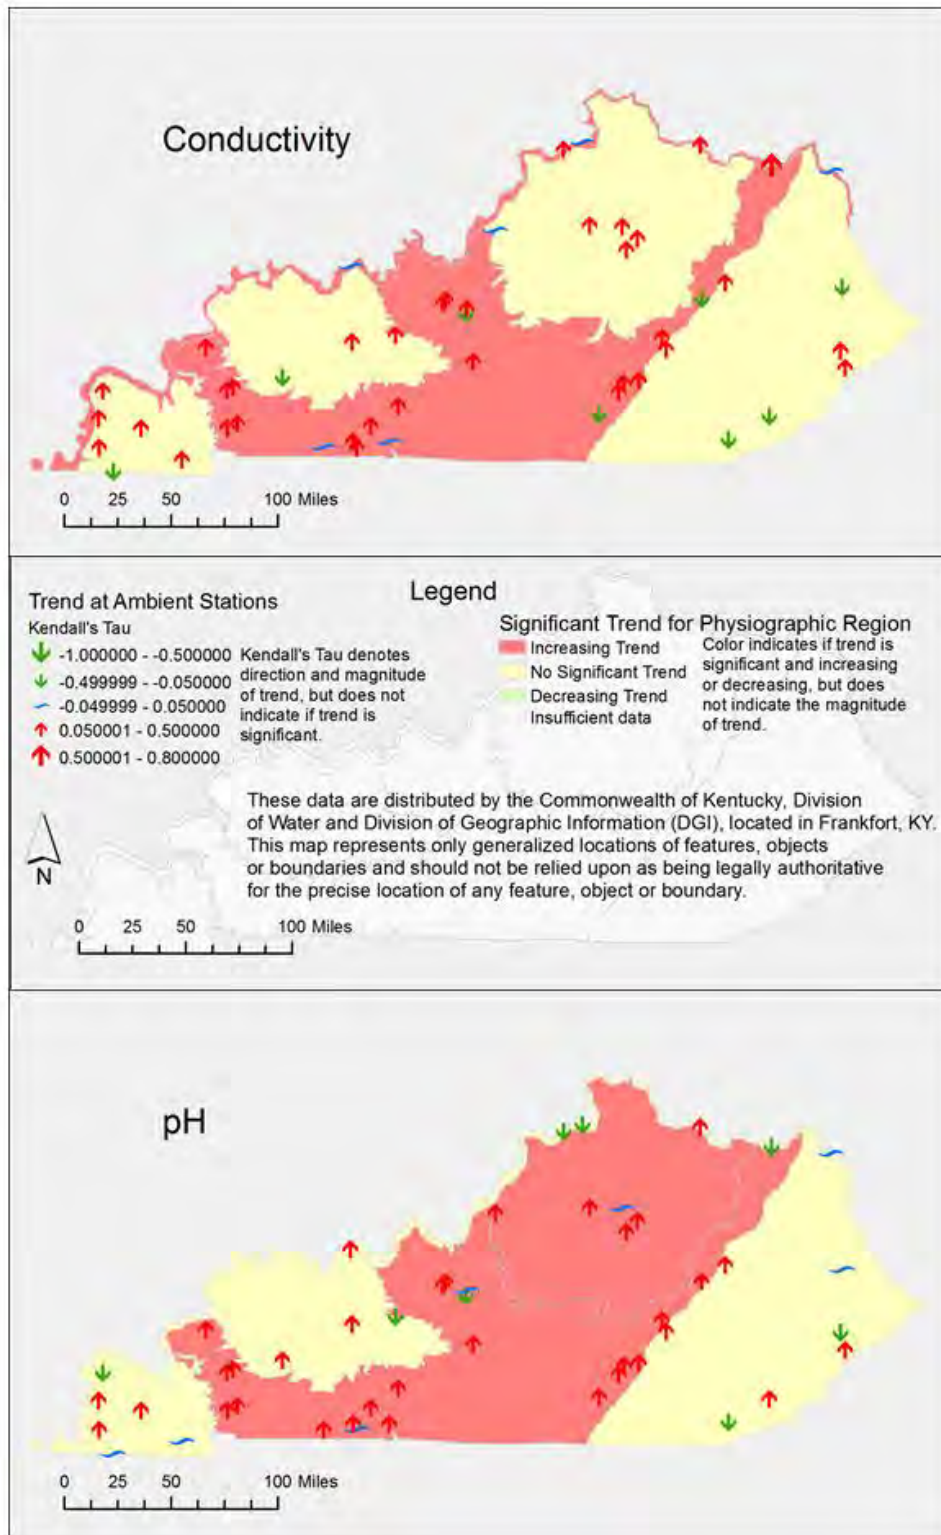 Conductivity
0 25 50 100 Miles
Legend
Trend at Ambient Stations
Kendall's Tau
-1.000000 - -0.500000
-0.499999 - -0.050000
-0.049999 - 0.050000
0.050001 - 0.500000
0.500001 - 0.800000
Kendall's Tau denotes
direction and magnitude
of trend, but does not
indicate if trend is
significant.
Significant Trend for Physiographic Region
Increasing Trend
No Significant Trend
Decreasing Trend
Insufficient data
Color indicates if trend is
significant and increasing
or decreasing, but does
not indicate the magnitude
of trend.
These data are distributed by the Commonwealth of Kentucky, Division
of Water and Division of Geographic Information (DGI), located in Frankfort, KY.
This map represents only generalized locations of features, objects
or boundaries and should not be relied upon as being legally authoritative
for the precise location of any feature, object or boundary.
N
0 25 50 100 Miles
pH
0 25 50 100 Miles